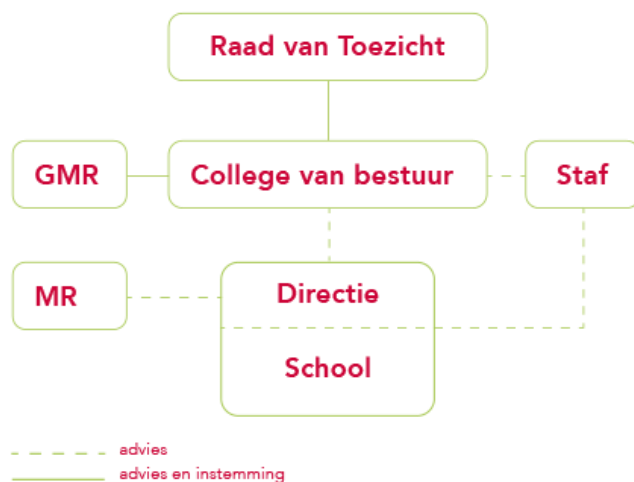 Raad van Toezicht
GMR
College van bestuur
Staf
MR
Directie
School
advies
advies en instemming